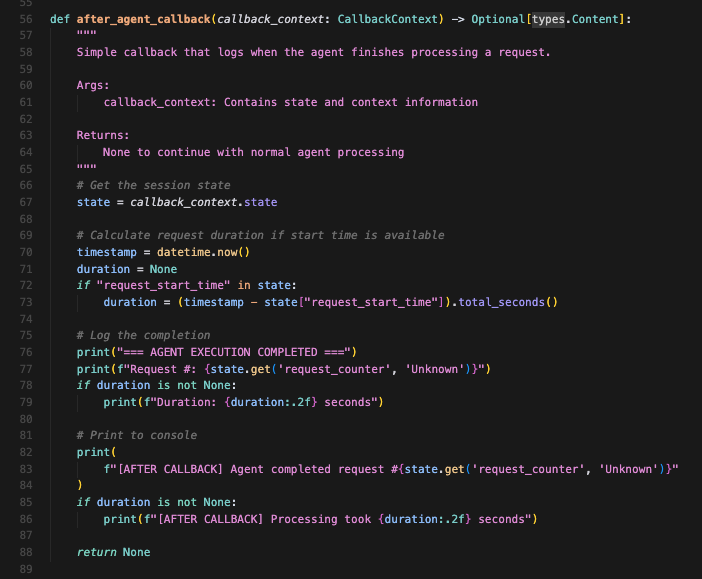 55
56 def after_agent_callback(callback_context: CallbackContext) -> Optional[types.Content]:
57     """
58     Simple callback that logs when the agent finishes processing a request.
59
60     Args:
61         callback_context: Contains state and context information
62
63     Returns:
64         None to continue with normal agent processing
65     """
66     # Get the session state
67     state = callback_context.state
68
69     # Calculate request duration if start time is available
70     timestamp = datetime.now()
71     duration = None
72     if "request_start_time" in state:
73         duration = (timestamp - state["request_start_time"]).total_seconds()
74
75     # Log the completion
76     print("=== AGENT EXECUTION COMPLETED ===")
77     print(f"Request #: {state.get('request_counter', 'Unknown')}")
78     if duration is not None:
79         print(f"Duration: {duration:.2f} seconds")
80
81     # Print to console
82     print(
83         f"[AFTER CALLBACK] Agent completed request #{state.get('request_counter', 'Unknown')}"
84     )
85     if duration is not None:
86         print(f"[AFTER CALLBACK] Processing took {duration:.2f} seconds")
87
88     return None
89